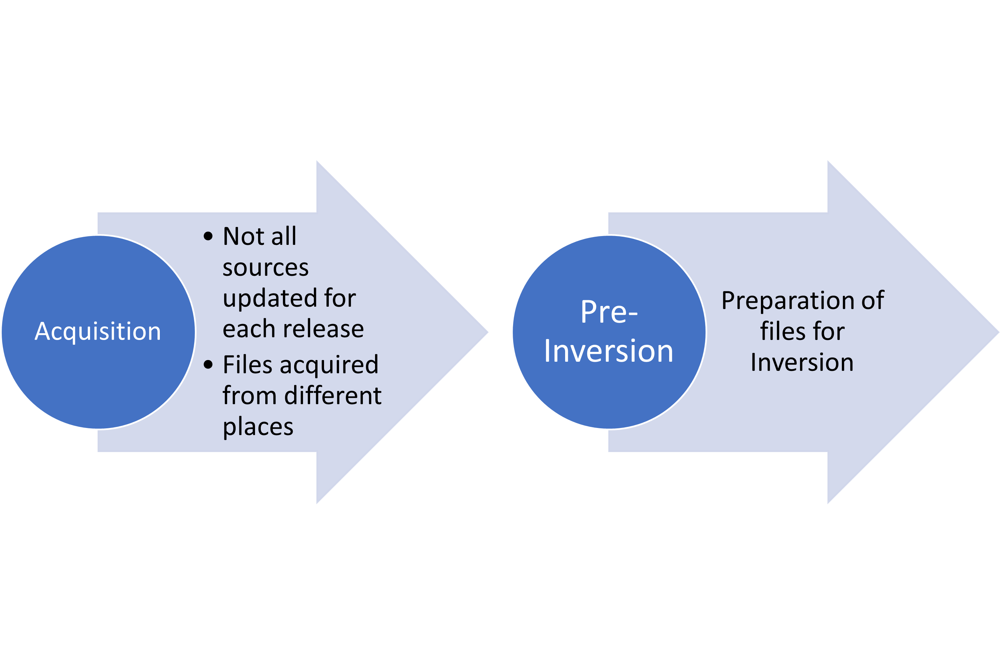 Acquisition
• Not all
sources
updated for
each release
• Files acquired
from different
places
Pre-
Inversion
Preparation of
files for
Inversion